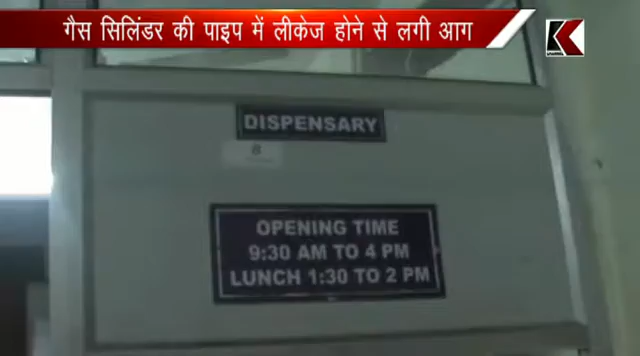 गैस सिलिंडर की पाइप में लीकेज होने से लगी आग
K
DISPENSARY
OPENING TIME
9:30 AM TO 4 PM
LUNCH 1:30 TO 2 PM